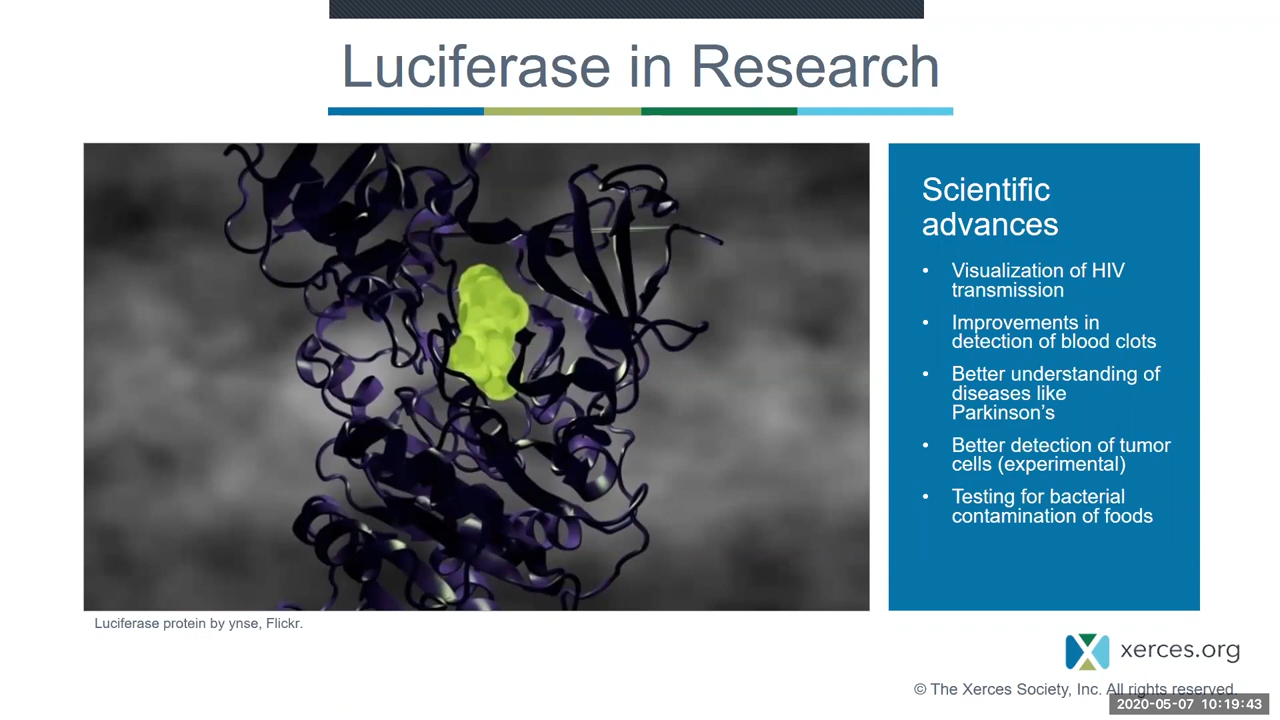 Luciferase in Research
Scientific
advances
• Visualization of HIV
transmission
• Improvements in
detection of blood clots
• Better understanding of
diseases like
Parkinson’s
• Better detection of tumor
cells (experimental)
• Testing for bacterial
contamination of foods
Luciferase protein by ynse, Flickr.
xerces.org
© The Xerces Society, Inc. All rights reserved.
2020-05-07 10:19:43